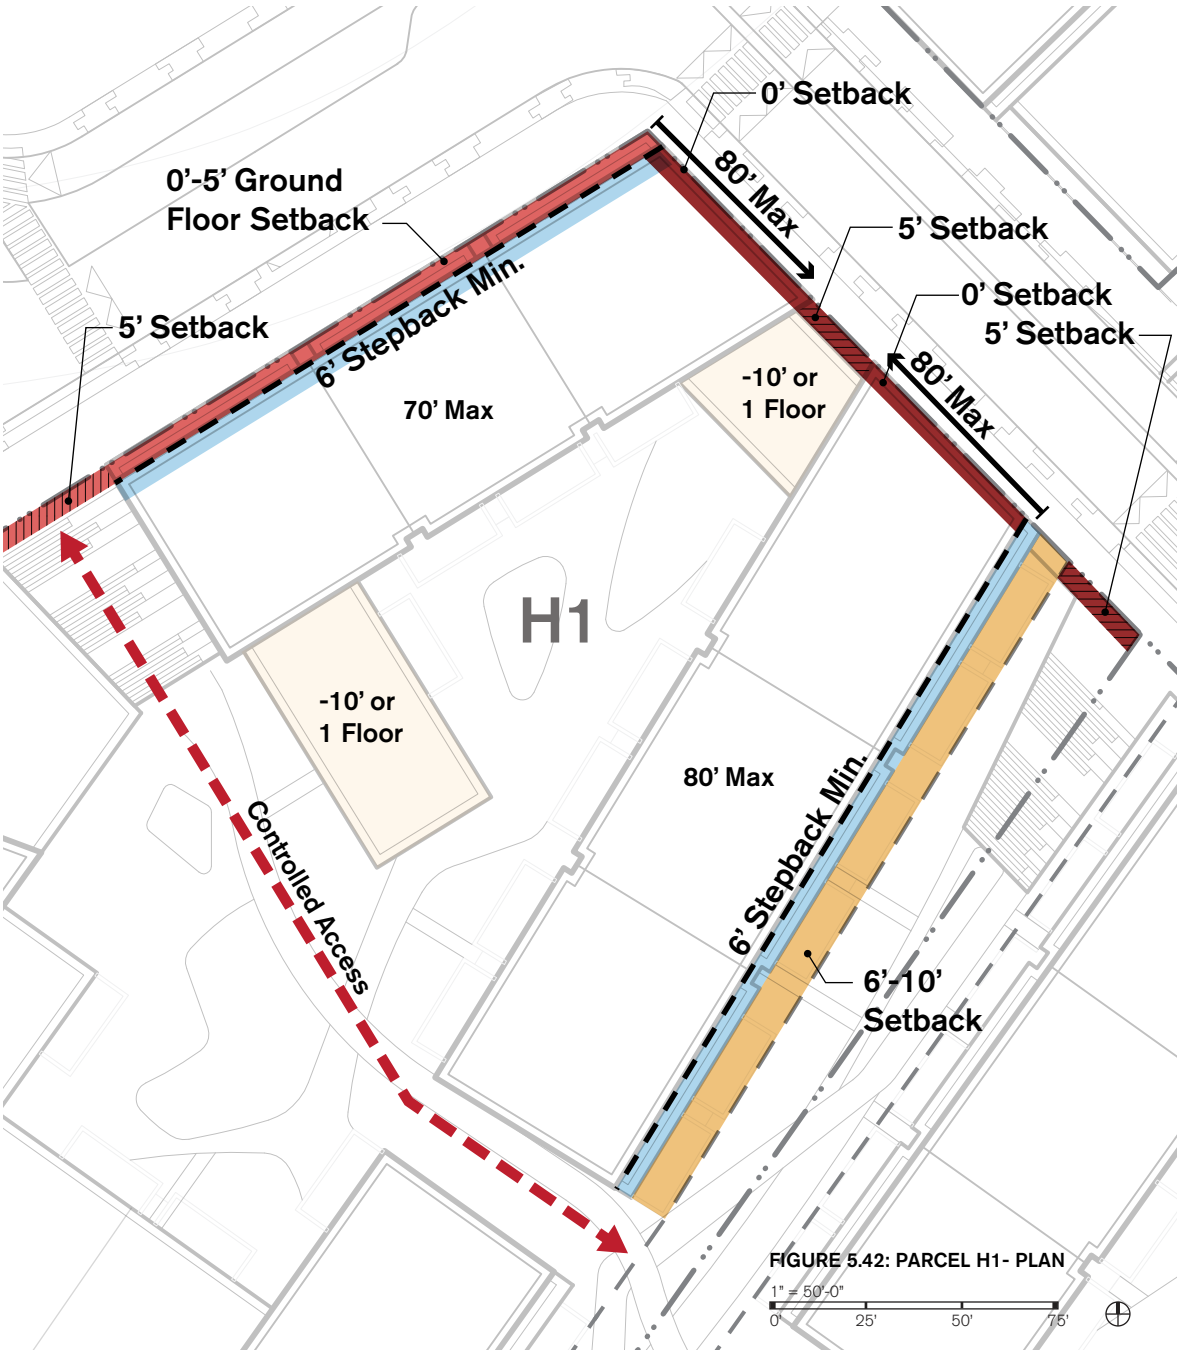 0' Setback
80' Max
0'-5' Ground
Floor Setback
5' Setback
0' Setback
5' Setback
5' Setback
6' Stepback Min.
80' Max
-10' or
1 Floor
70' Max
H1
-10' or
1 Floor
80' Max
6' Stepback Min.
Controlled Access
6'-10'
Setback
FIGURE 5.42: PARCEL H1- PLAN
1" = 50'-0"
0' 25' 50' 75'